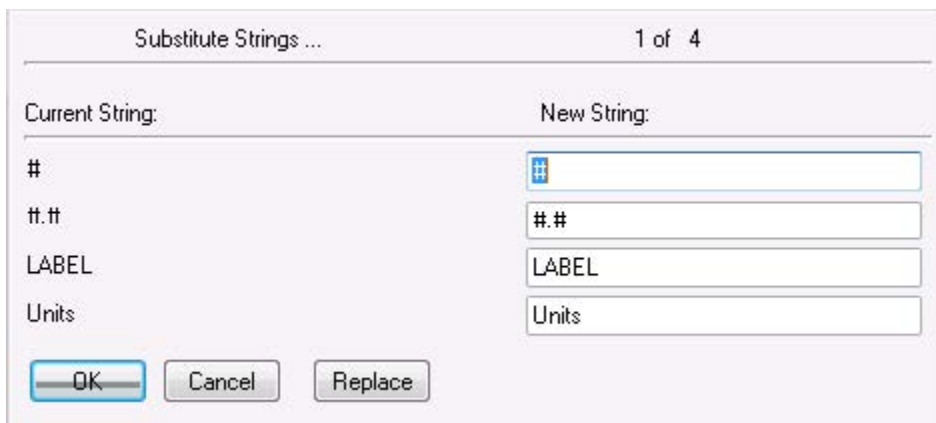 Substitute Strings ... 1 of 4
Current String: New String:
# #
#.# #.#
LABEL LABEL
Units Units
OK Cancel Replace